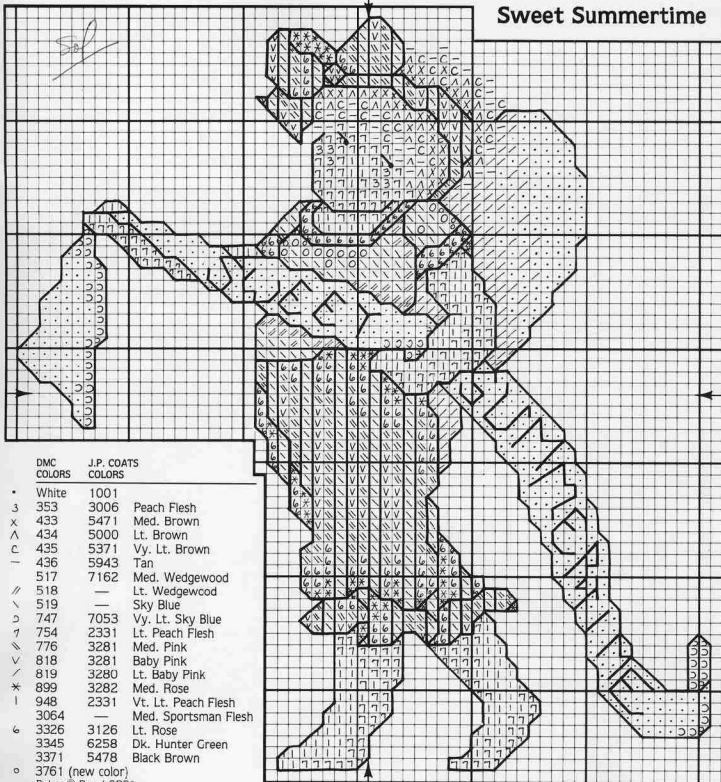 Sweet Summertime
DMC COLORS J.P. COATS COLORS
• White 1001
3 353 3006 Peach Flesh
x 433 5471 Med. Brown
ʌ 434 5000 Lt. Brown
c 435 5371 Vy. Lt. Brown
– 436 5943 Tan
517 7162 Med. Wedgewood
⫽ 518 — Lt. Wedgewood
\ 519 — Sky Blue
ↄ 747 7053 Vy. Lt. Sky Blue
7 754 2331 Lt. Peach Flesh
⑊ 776 3281 Med. Pink
v 818 3281 Baby Pink
/ 819 3280 Lt. Baby Pink
* 899 3282 Med. Rose
| 948 2331 Vt. Lt. Peach Flesh
3064 — Med. Sportsman Flesh
6 3326 3126 Lt. Rose
3345 6258 Dk. Hunter Green
3371 5478 Black Brown
o 3761 (new color)